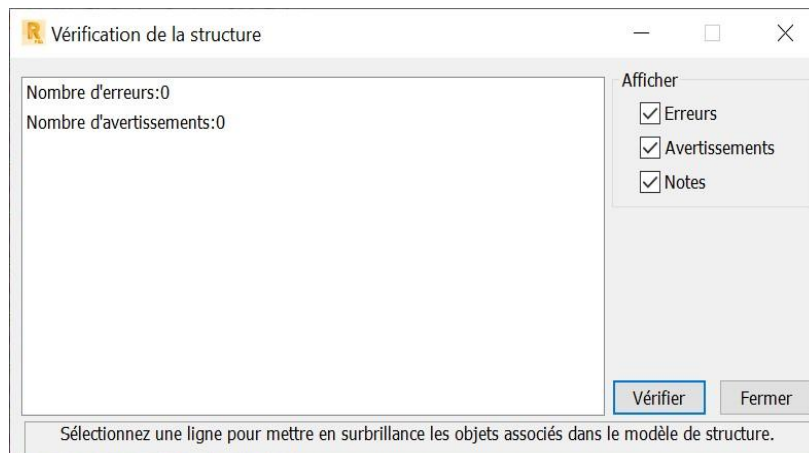 Vérification de la structure
Nombre d'erreurs:0
Nombre d'avertissements:0
Afficher
Erreurs
Avertissements
Notes
Vérifier
Fermer
Sélectionnez une ligne pour mettre en surbrillance les objets associés dans le modèle de structure.